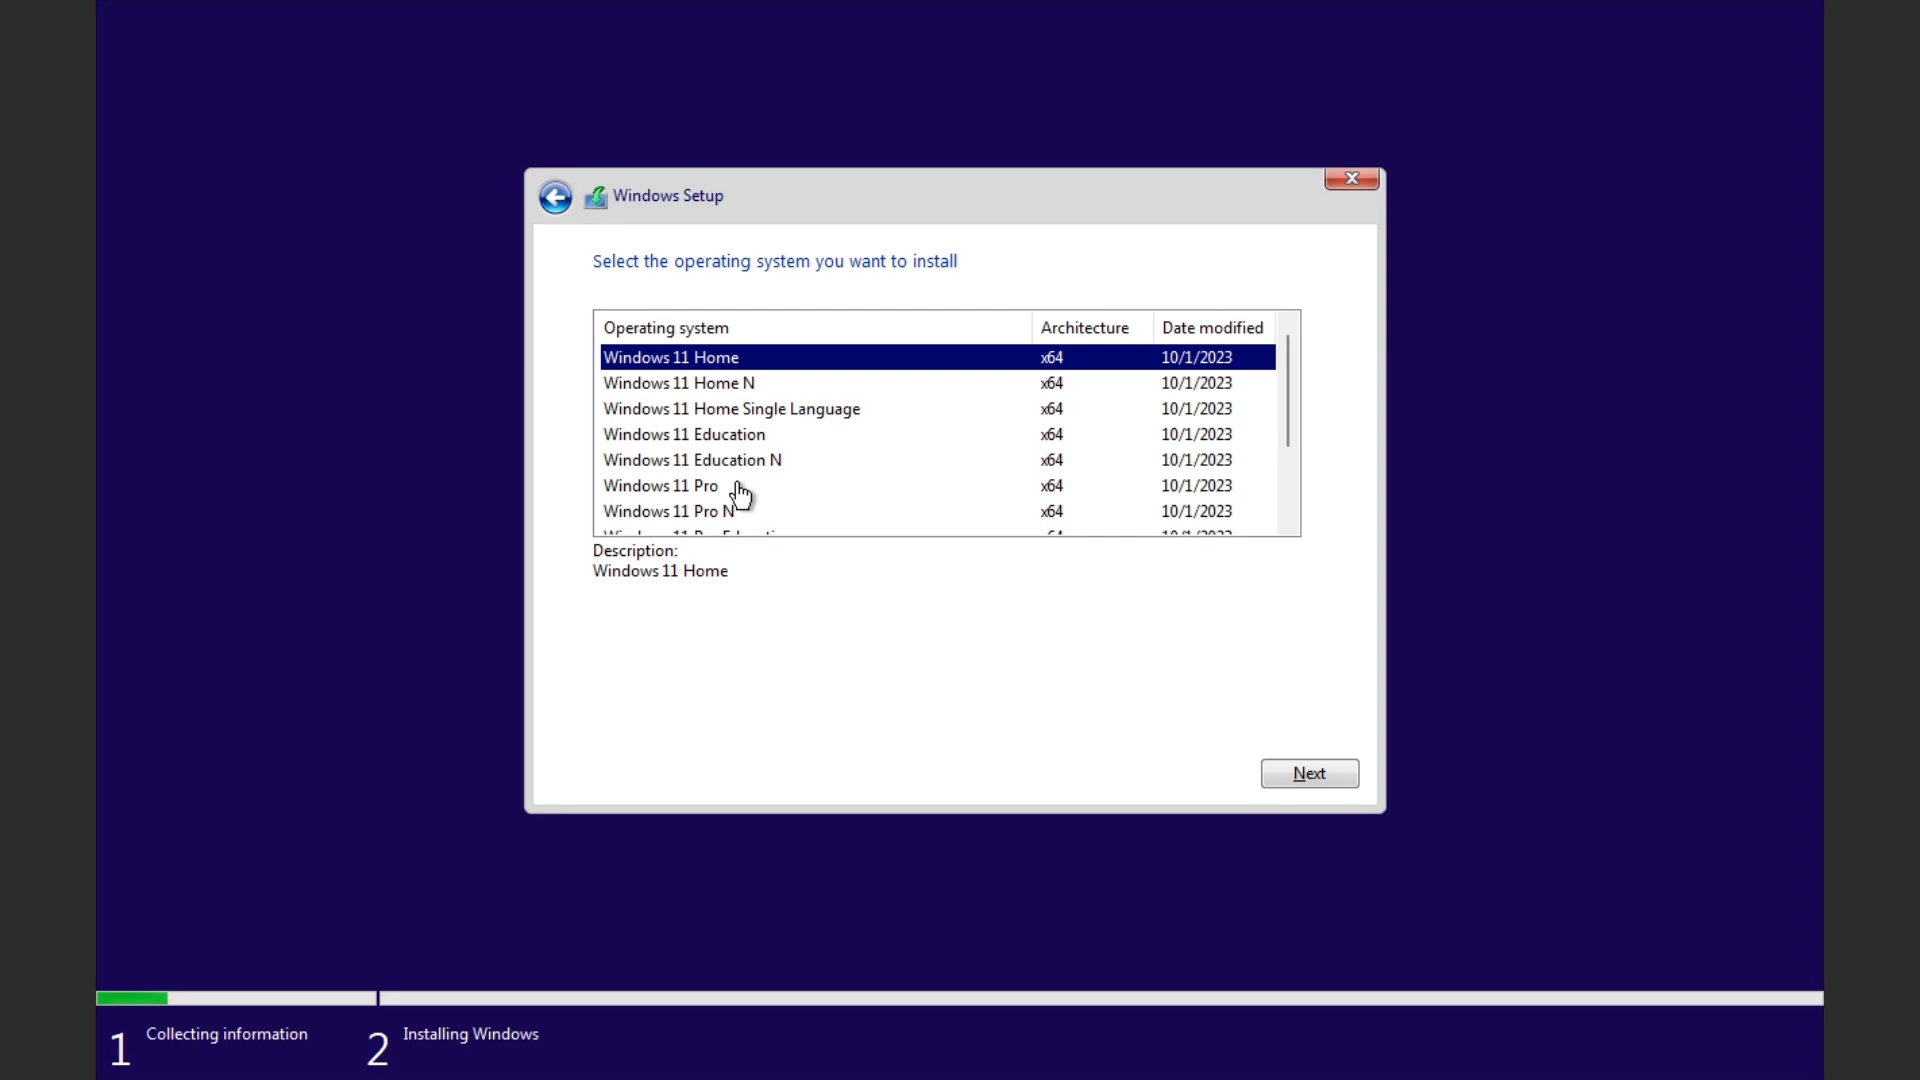 Windows Setup
Select the operating system you want to install
Operating system Architecture Date modified
Windows 11 Home x64 10/1/2023
Windows 11 Home N x64 10/1/2023
Windows 11 Home Single Language x64 10/1/2023
Windows 11 Education x64 10/1/2023
Windows 11 Education N x64 10/1/2023
Windows 11 Pro x64 10/1/2023
Windows 11 Pro N x64 10/1/2023
Description:
Windows 11 Home
Next
1 Collecting information 2 Installing Windows